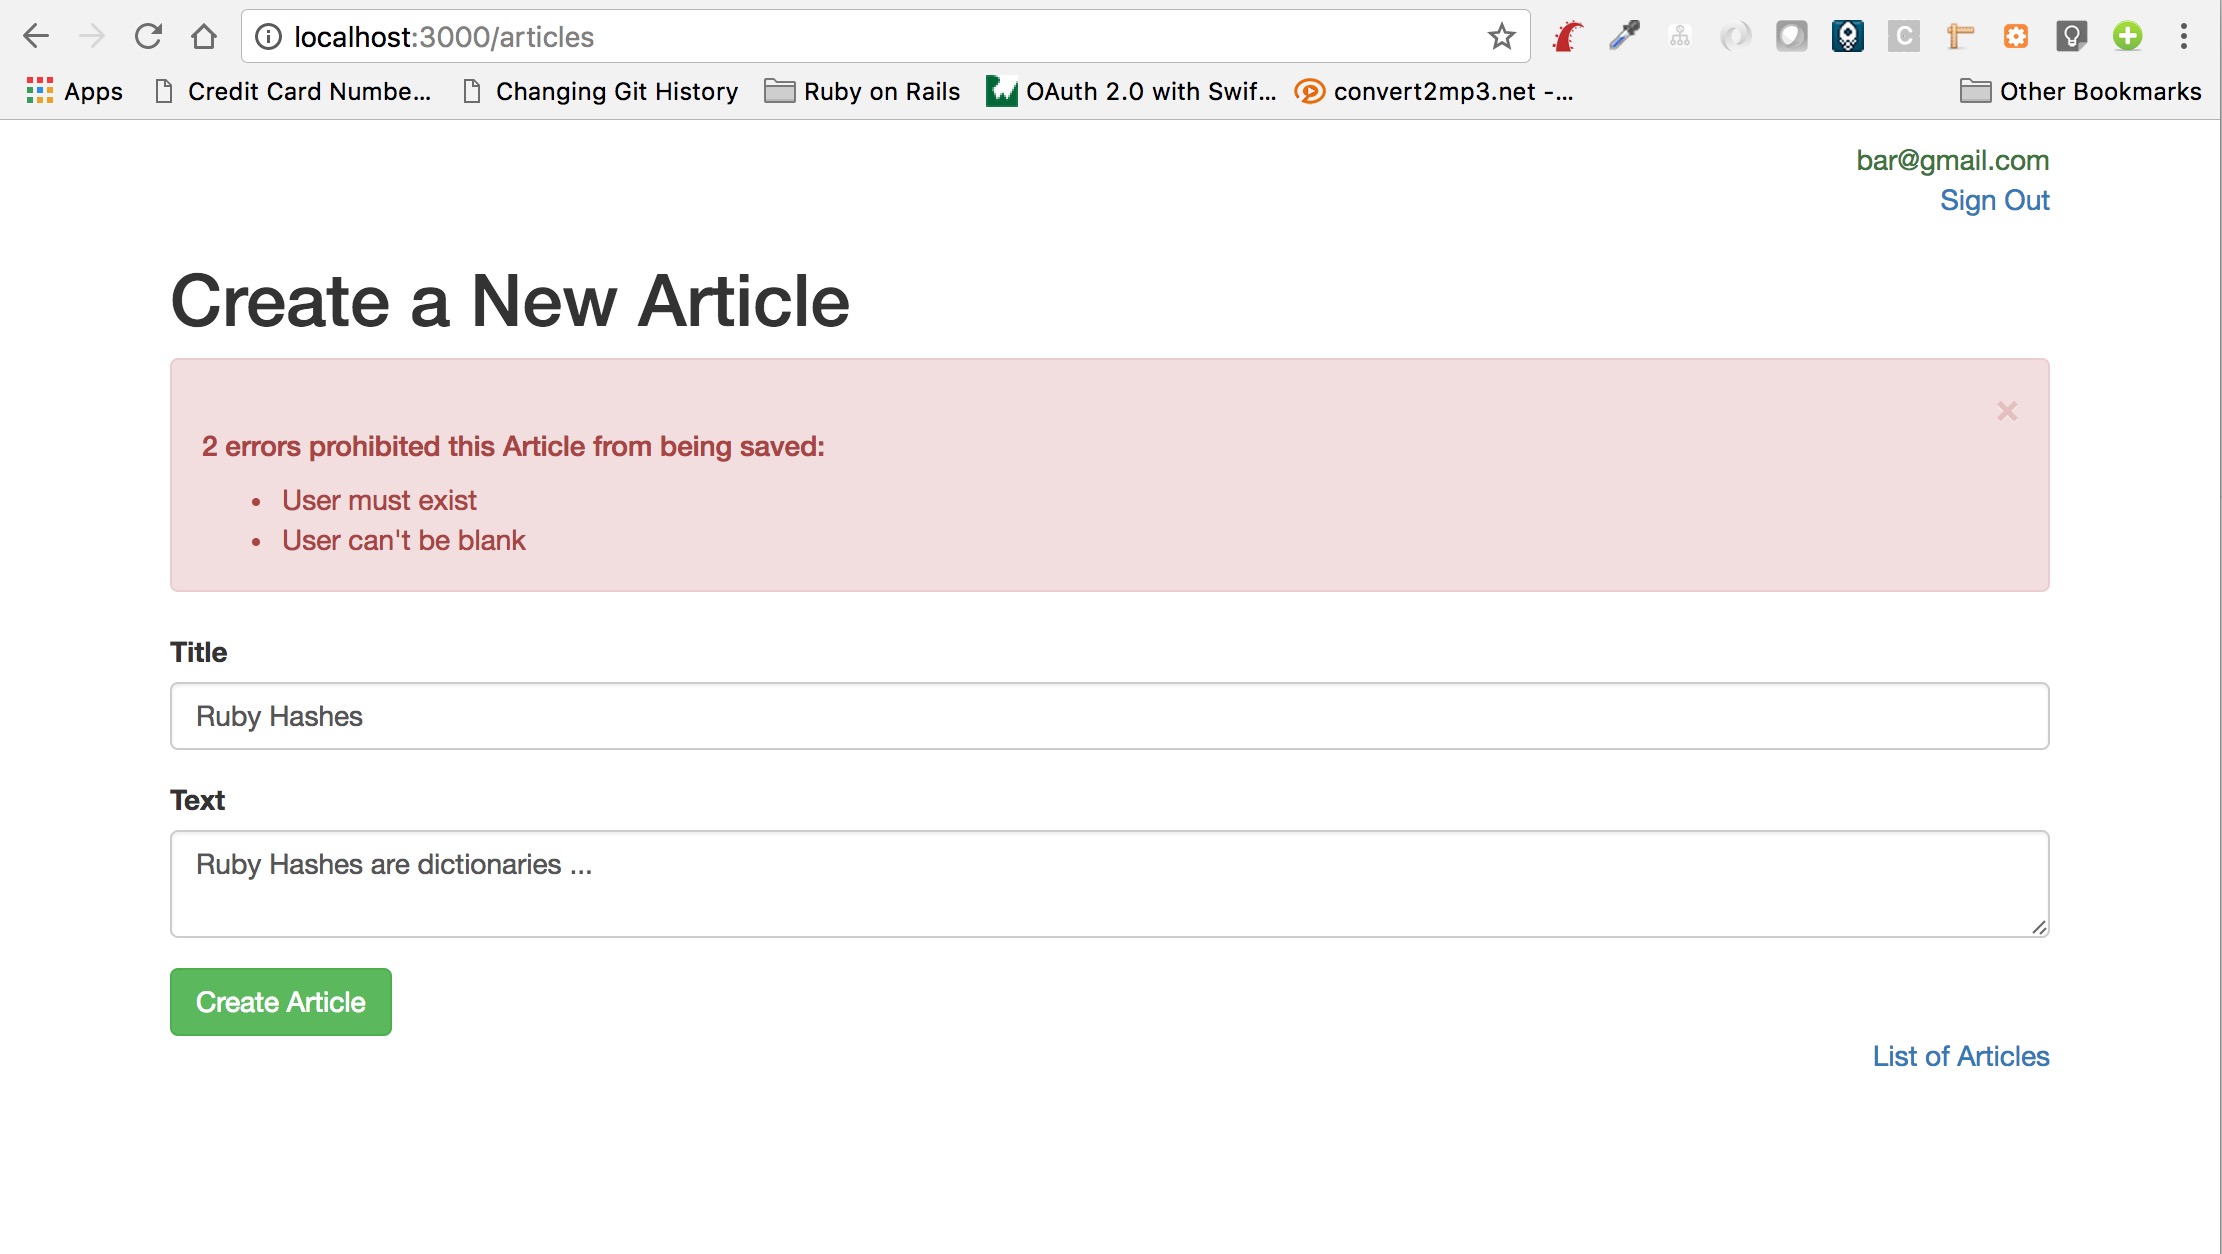 localhost:3000/articles
Apps Credit Card Numbe... Changing Git History Ruby on Rails OAuth 2.0 with Swif... convert2mp3.net -... Other Bookmarks
bar@gmail.com
Sign Out
Create a New Article
×
2 errors prohibited this Article from being saved:
• User must exist
• User can't be blank
Title
Ruby Hashes
Text
Ruby Hashes are dictionaries ...
Create Article
List of Articles